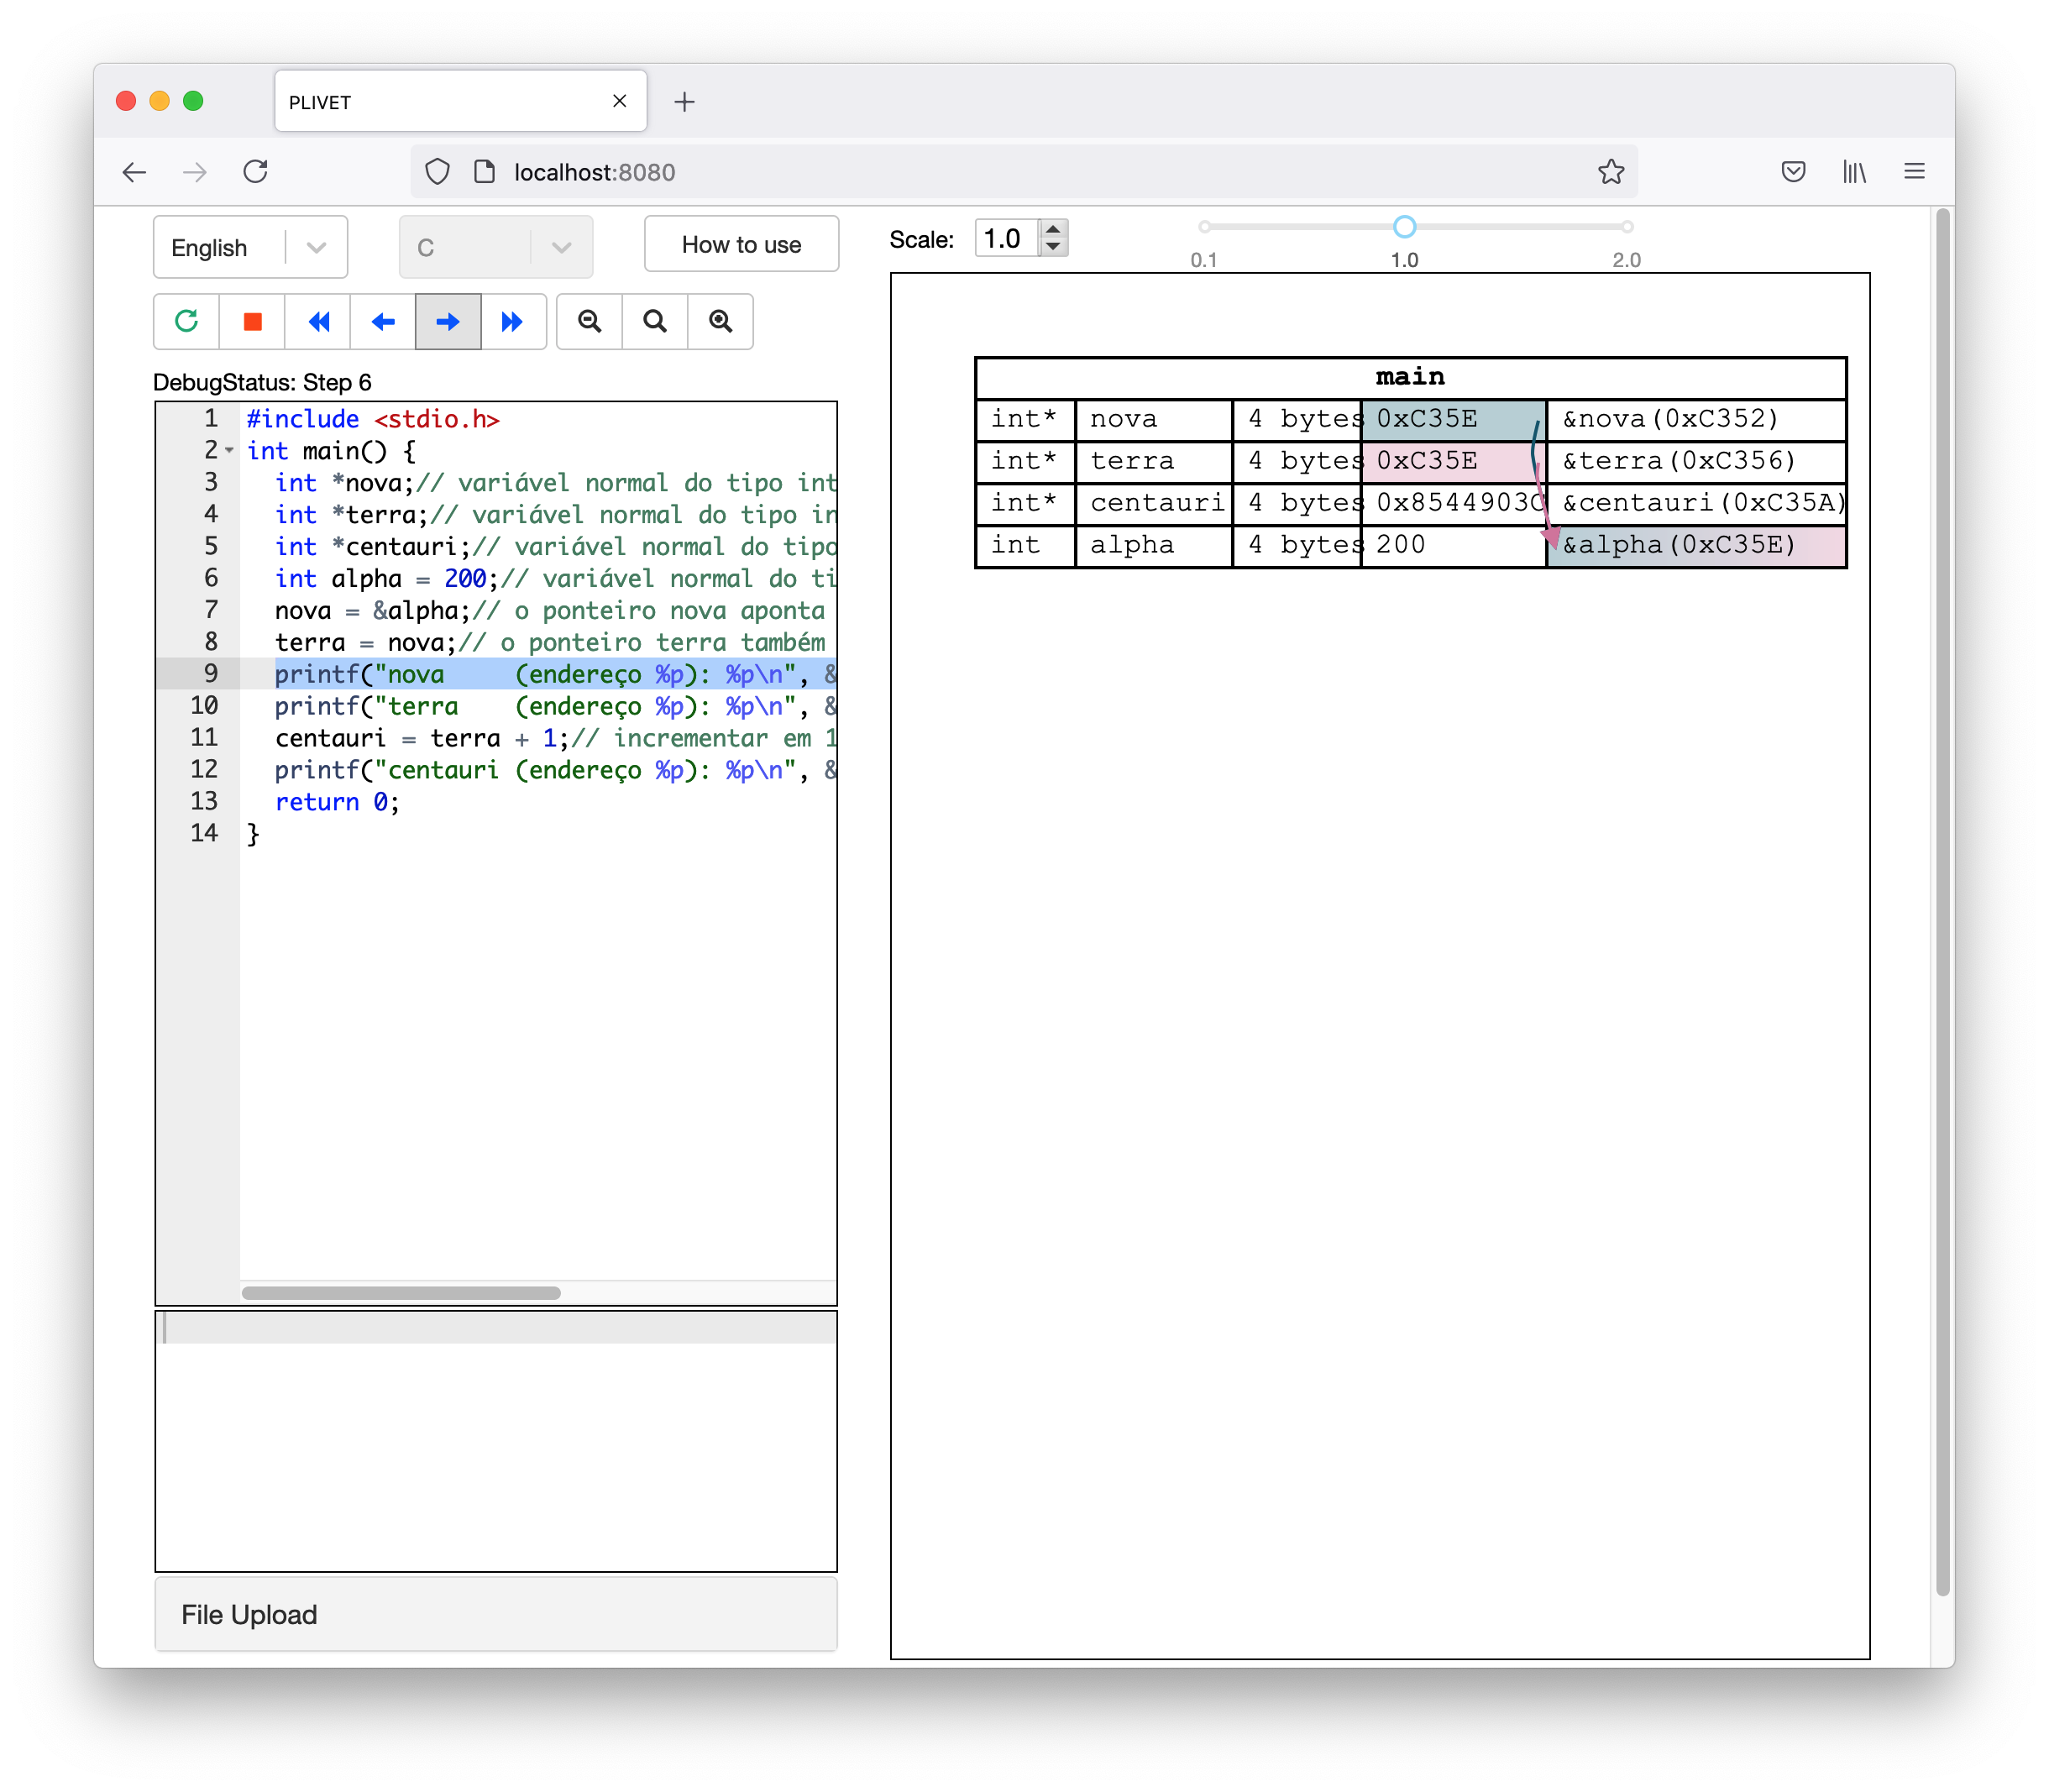 PLIVET
localhost:8080
English
C
How to use
Scale: 1.0
0.1 1.0 2.0
DebugStatus: Step 6
1 #include <stdio.h>
2 int main() {
3 int *nova;// variável normal do tipo int
4 int *terra;// variável normal do tipo in
5 int *centauri;// variável normal do tipo
6 int alpha = 200;// variável normal do ti
7 nova = &alpha;// o ponteiro nova aponta
8 terra = nova;// o ponteiro terra também
9 printf("nova     (endereço %p): %p\n", &
10 printf("terra    (endereço %p): %p\n", &
11 centauri = terra + 1;// incrementar em 1
12 printf("centauri (endereço %p): %p\n", &
13 return 0;
14 }
File Upload
main
int* nova 4 bytes 0xC35E &nova(0xC352)
int* terra 4 bytes 0xC35E &terra(0xC356)
int* centauri 4 bytes 0x8544903C &centauri(0xC35A)
int alpha 4 bytes 200 &alpha(0xC35E)